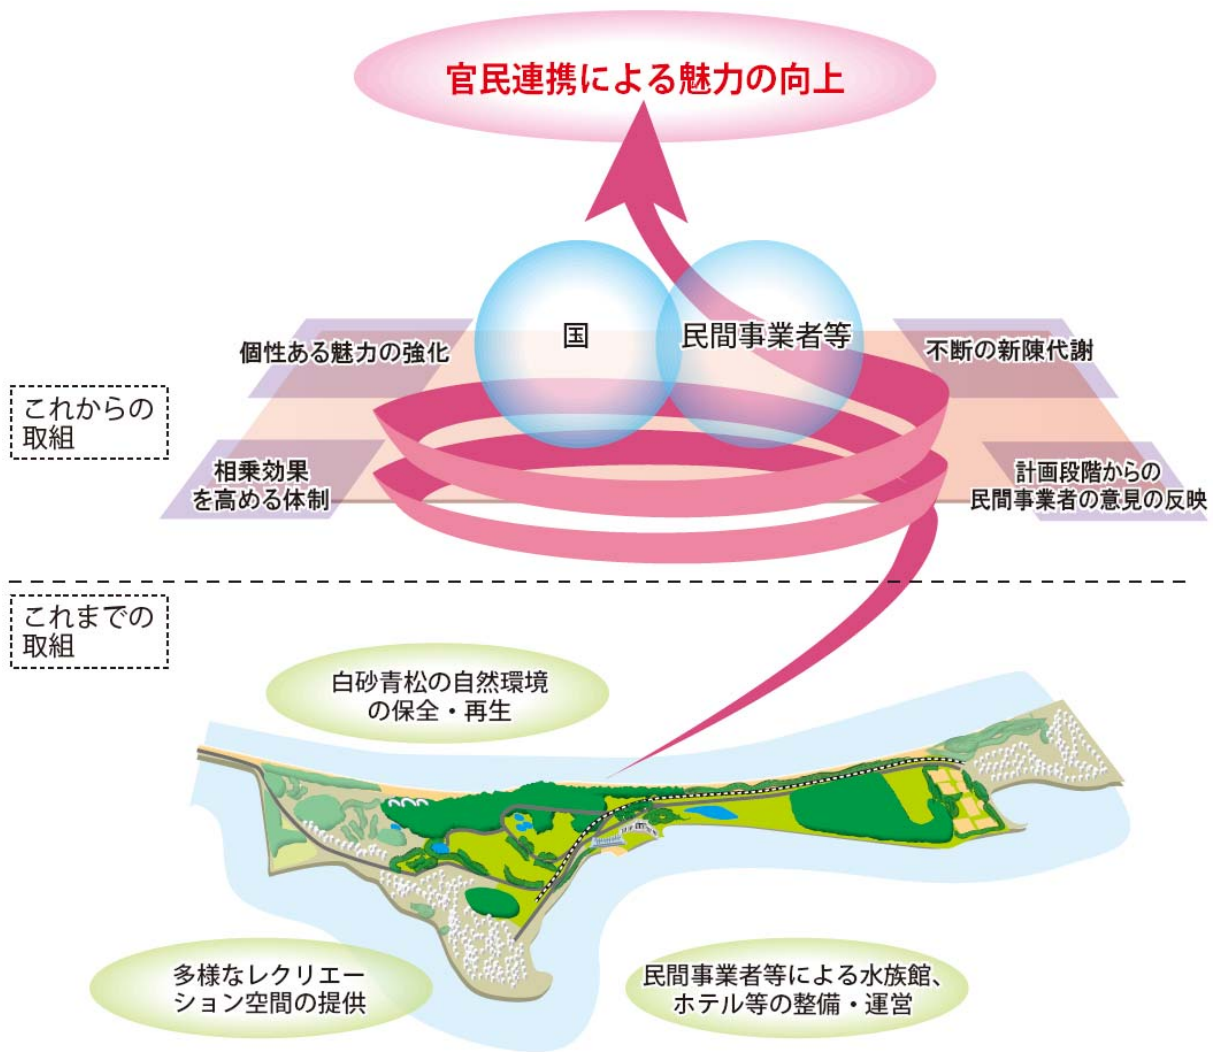 官民連携による魅力の向上
国
民間事業者等
個性ある魅力の強化
不断の新陳代謝
これからの
取組
相乗効果
を高める体制
計画段階からの
民間事業者の意見の反映
これまでの
取組
白砂青松の自然環境
の保全・再生
多様なレクリエー
ション空間の提供
民間事業者等による水族館、
ホテル等の整備・運営